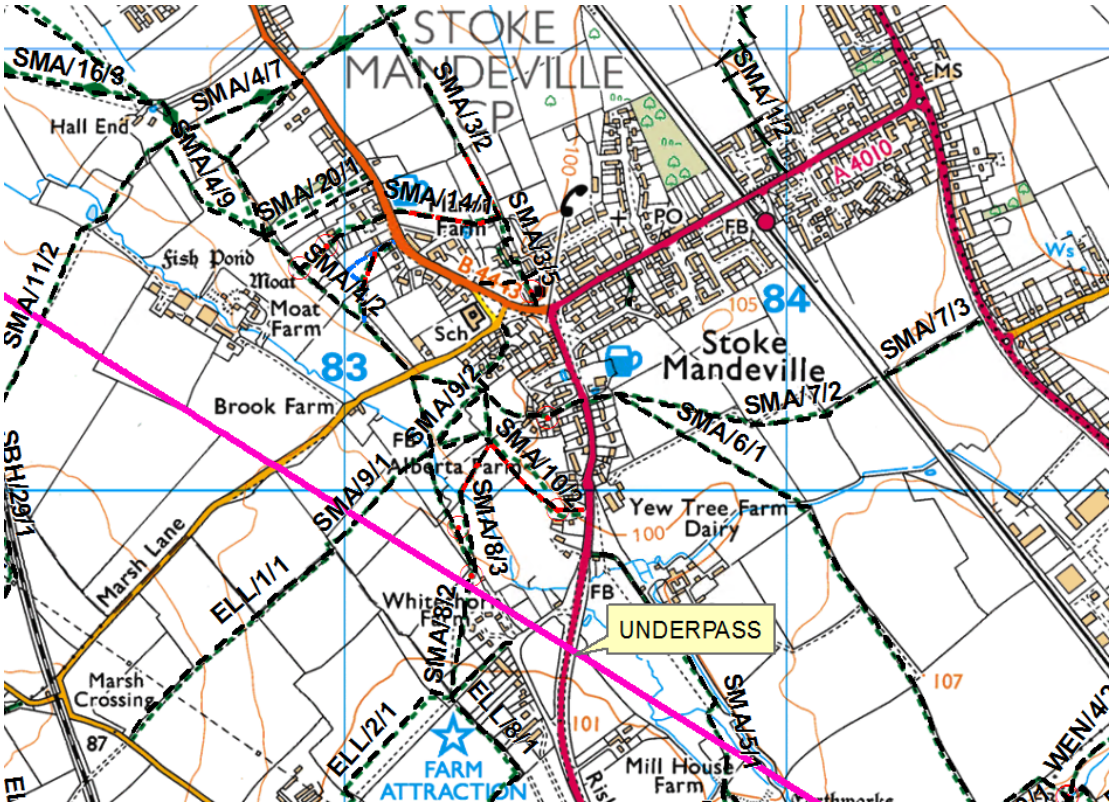 STOKE
MANDEVILLE
CP
SMA/16/3
SMA/4/7
Hall End
SMA/4/9
SMA/20/1
SMA/3/2
SMA/14/1
Farm
SMA/3/5
100
PO
FB
A 4010
MS
SMA/1/2
Ws
SMA/11/2
Fish Pond
Moat
Moat
Farm
SMA/4/2
B 4443
Sch
105
84
83
Stoke
Mandeville
SMA/7/3
SMA/7/2
SMA/6/1
Brook Farm
SMA/9/2
FB
Alberta Farm
SMA/10/2
SMA/9/1
SMA/8/3
SBH/29/1
Marsh Lane
ELL/1/1
Yew Tree Farm
Dairy
100
FB
SMA/8/2
UNDERPASS
Marsh
Crossing
87
ELL/2/1
ELL/8/1
101
107
SMA/5/1
WEN/4/
FARM
ATTRACTION
Mill House
Farm